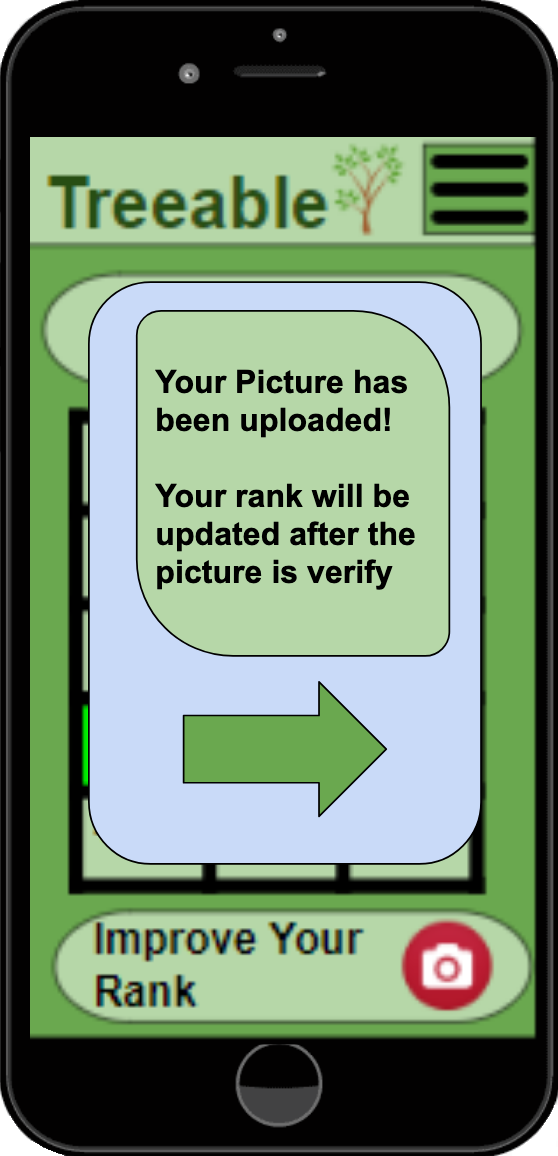 Treeable
Your Picture has
been uploaded!
Your rank will be
updated after the
picture is verify
Improve Your
Rank